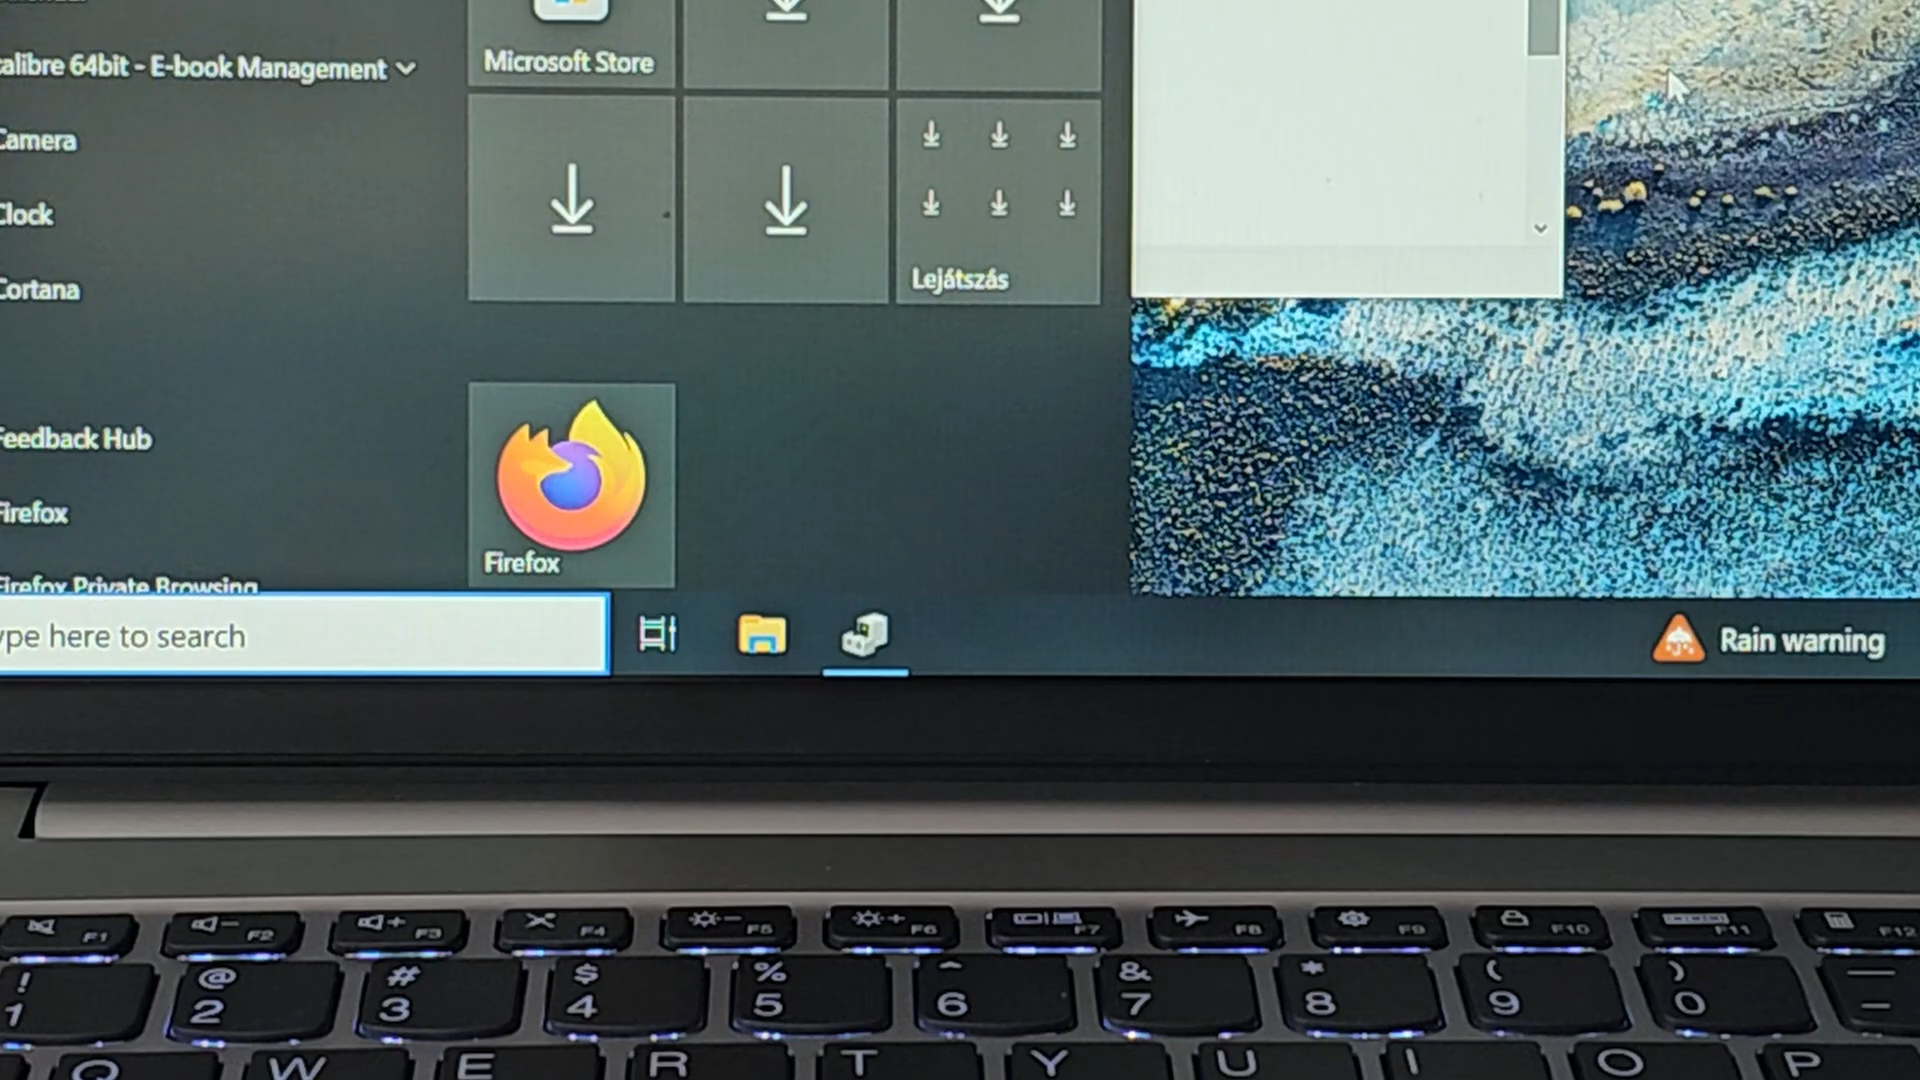 alibre 64bit - E-book Management
Camera
Clock
Cortana
Feedback Hub
Firefox
Firefox Private Browsing
Microsoft Store
Lejátszás
Firefox
ype here to search
Rain warning
F1 F2 F3 F4 F5 F6 F7 F8 F9 F10 F11 F12
! @ # $ % ^ & * ( ) —
1 2 3 4 5 6 7 8 9 0 –
Q W E R T Y U I O P